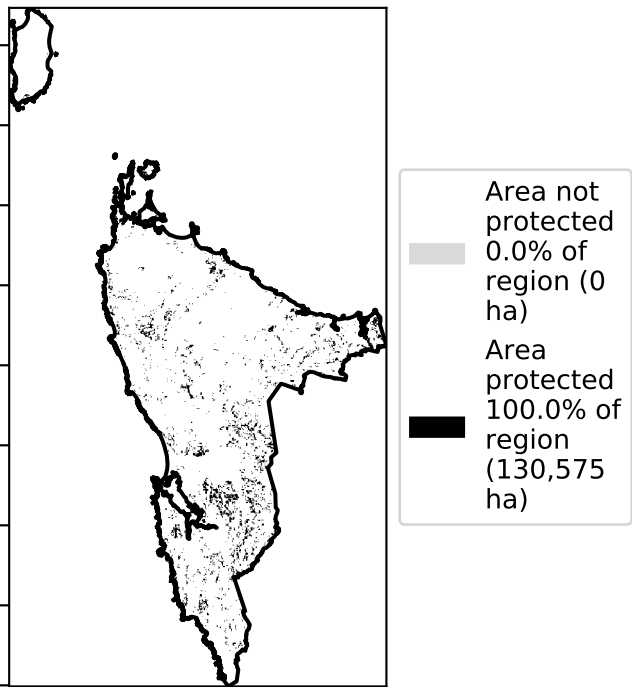 Area not
protected
0.0% of
region (0
ha)
Area
protected
100.0% of
region
(130,575
ha)